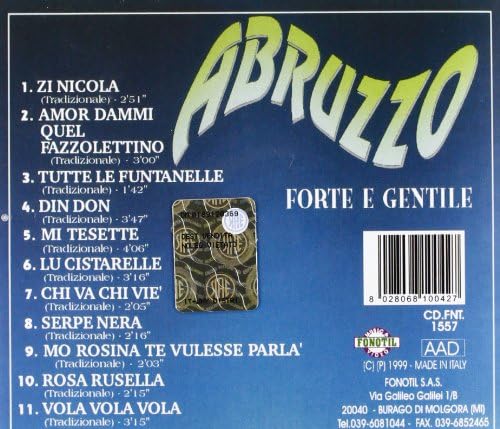 ABRUZZO
FORTE E GENTILE
1. ZI NICOLA
(Tradizionale) - 2'51"
2. AMOR DAMMI
QUEL
FAZZOLETTINO
(Tradizionale) - 3'00"
3. TUTTE LE FUNTANELLE
(Tradizionale) - 1'42"
4. DIN DON
(Tradizionale) - 3'47"
5. MI TESETTE
(Tradizionale) - 4'06"
6. LU CISTARELLE
(Tradizionale) - 3'16"
7. CHI VA CHI VIE'
(Tradizionale) - 2'05"
8. SERPE NERA
(Tradizionale) - 2'16"
9. MO ROSINA TE VULESSE PARLA'
(Tradizionale) - 2'03"
10. ROSA RUSELLA
(Tradizionale) - 2'15"
11. VOLA VOLA VOLA
(Tradizionale) - 3'15"
8 028068 100427
CD.FNT.
1557
MUSICA
FONOTIL
VIDEO
AAD
(C) (P) 1999 - MADE IN ITALY
FONOTIL S.A.S.
Via Galileo Galilei 1/B
20040 - BURAGO DI MOLGORA (MI)
Tel.039-6081044 - FAX. 039-6852465